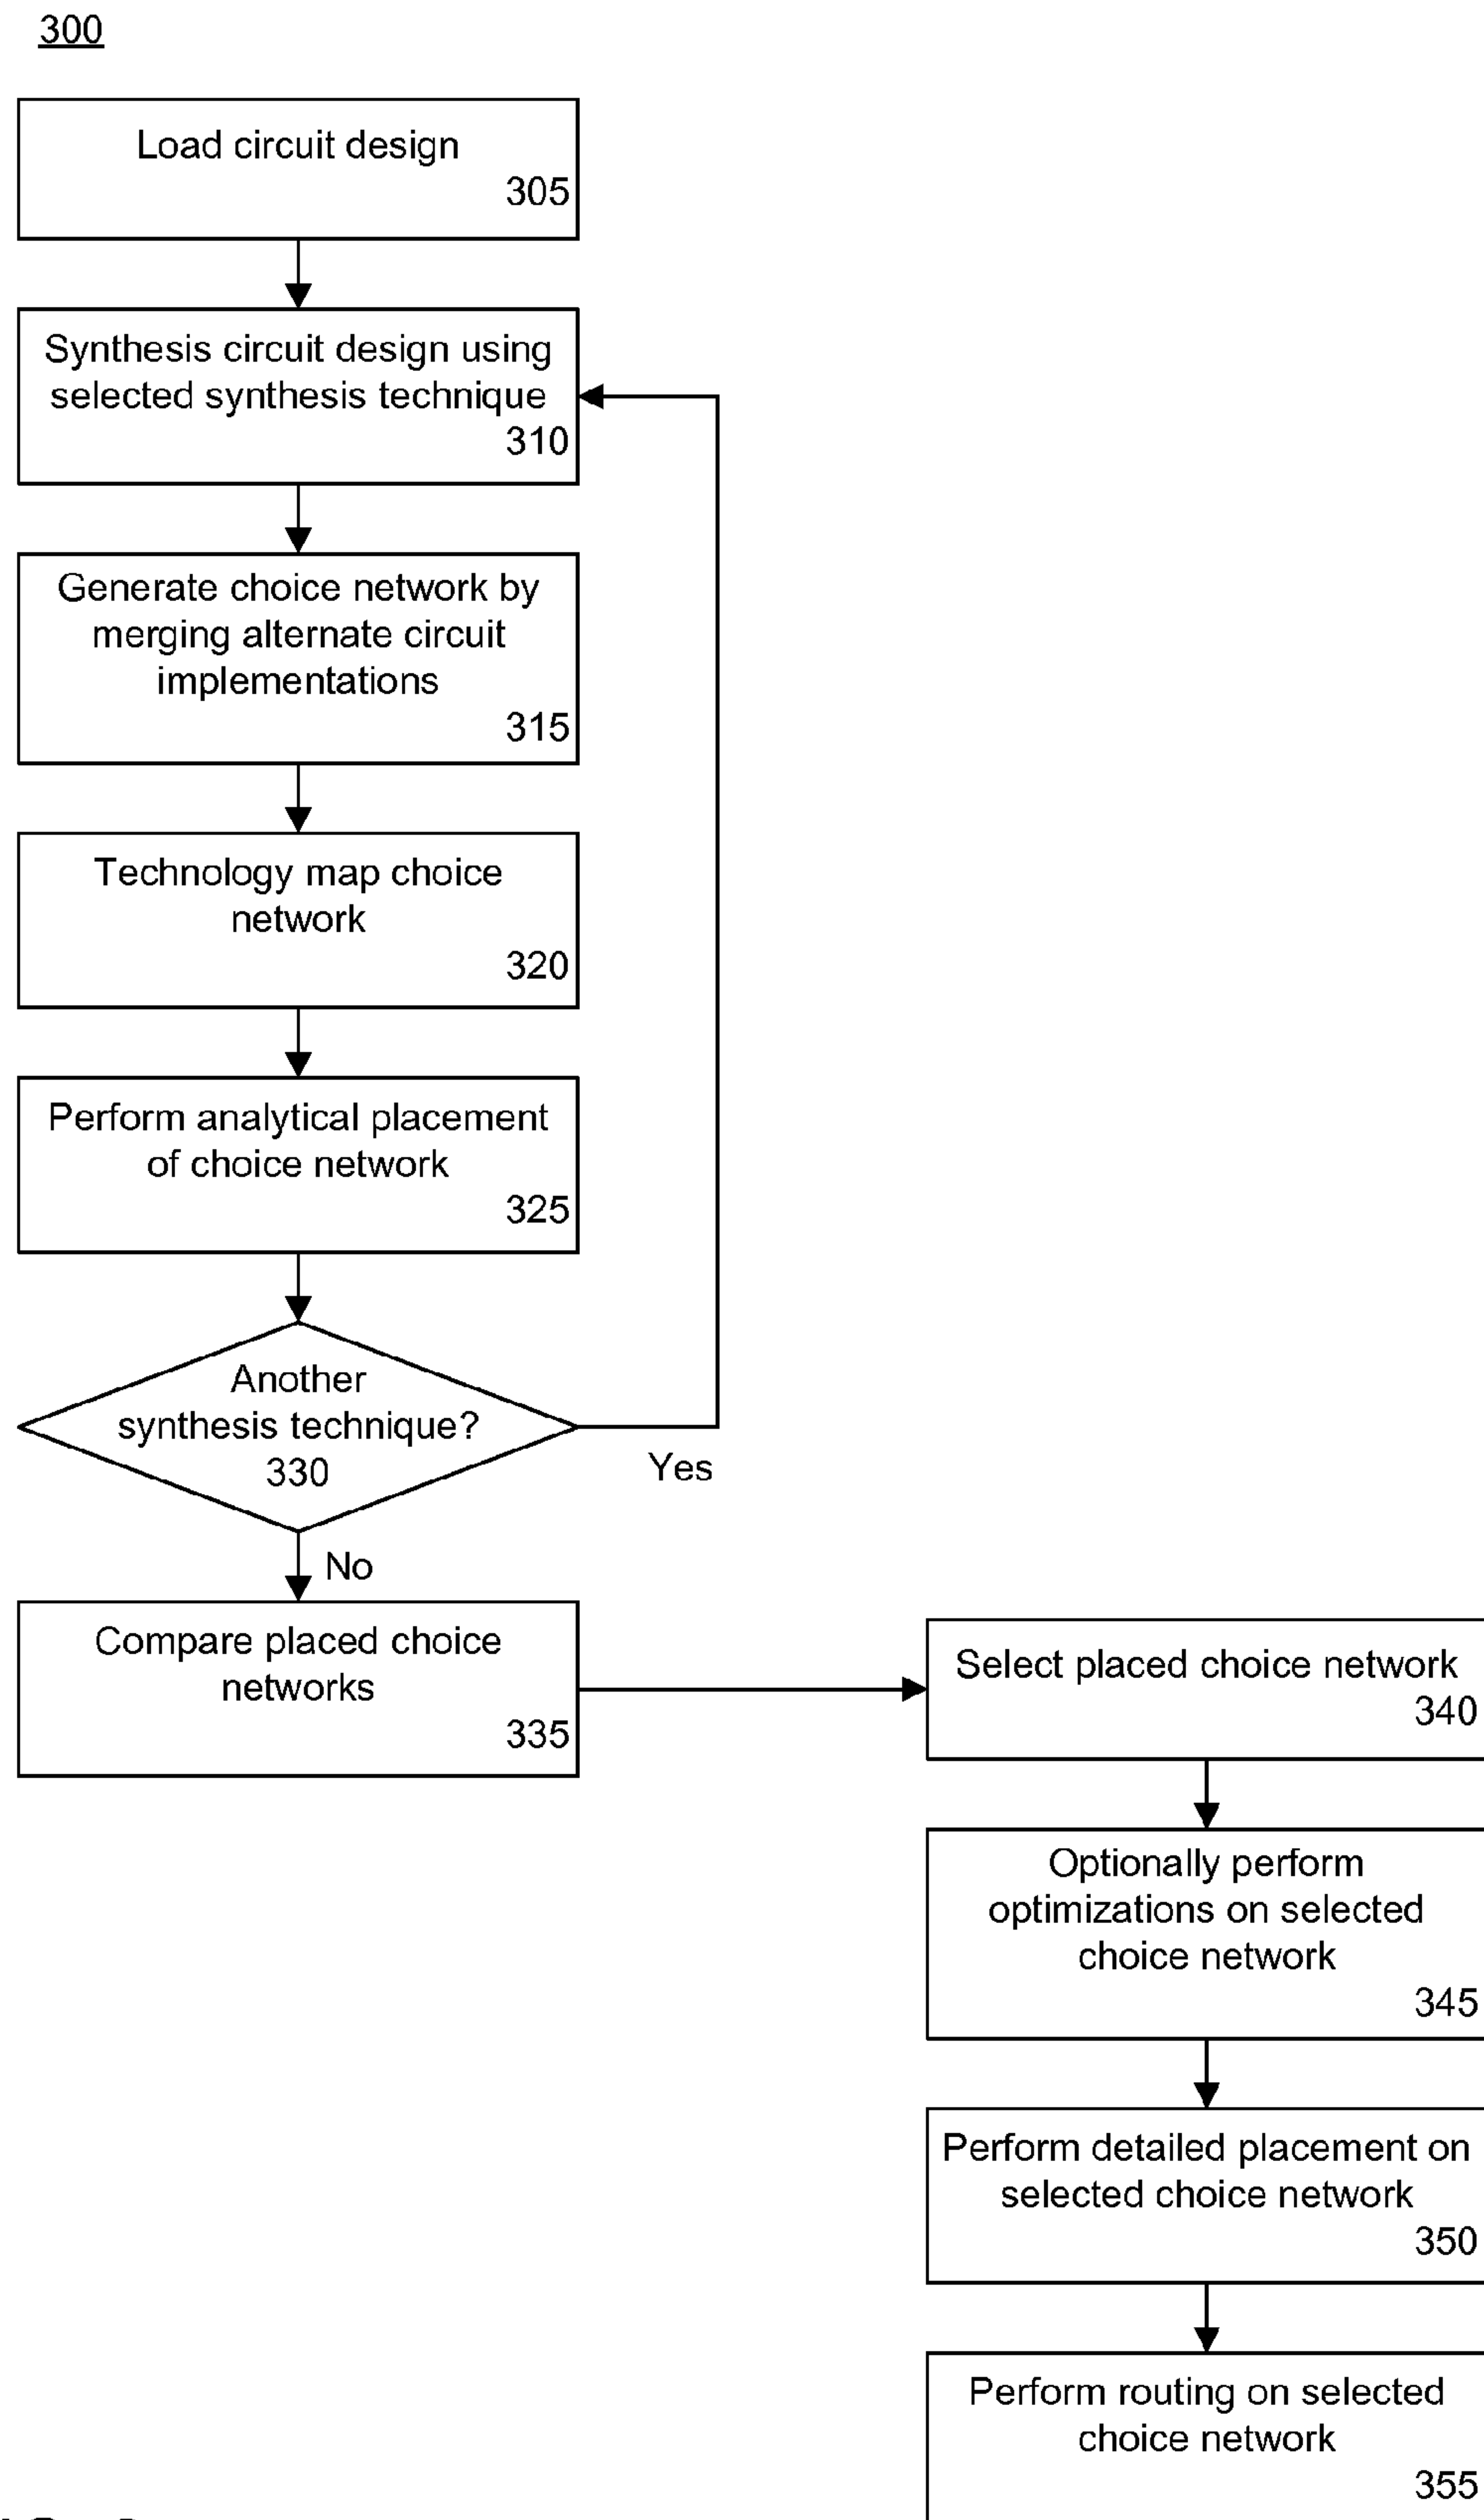 300
Load circuit design
305
Synthesis circuit design using
selected synthesis technique
310
Generate choice network by
merging alternate circuit
implementations
315
Technology map choice
network
320
Perform analytical placement
of choice network
325
Another
synthesis technique?
330
Yes
No
Compare placed choice
networks
335
Select placed choice network
340
Optionally perform
optimizations on selected
choice network
345
Perform detailed placement on
selected choice network
350
Perform routing on selected
choice network
355